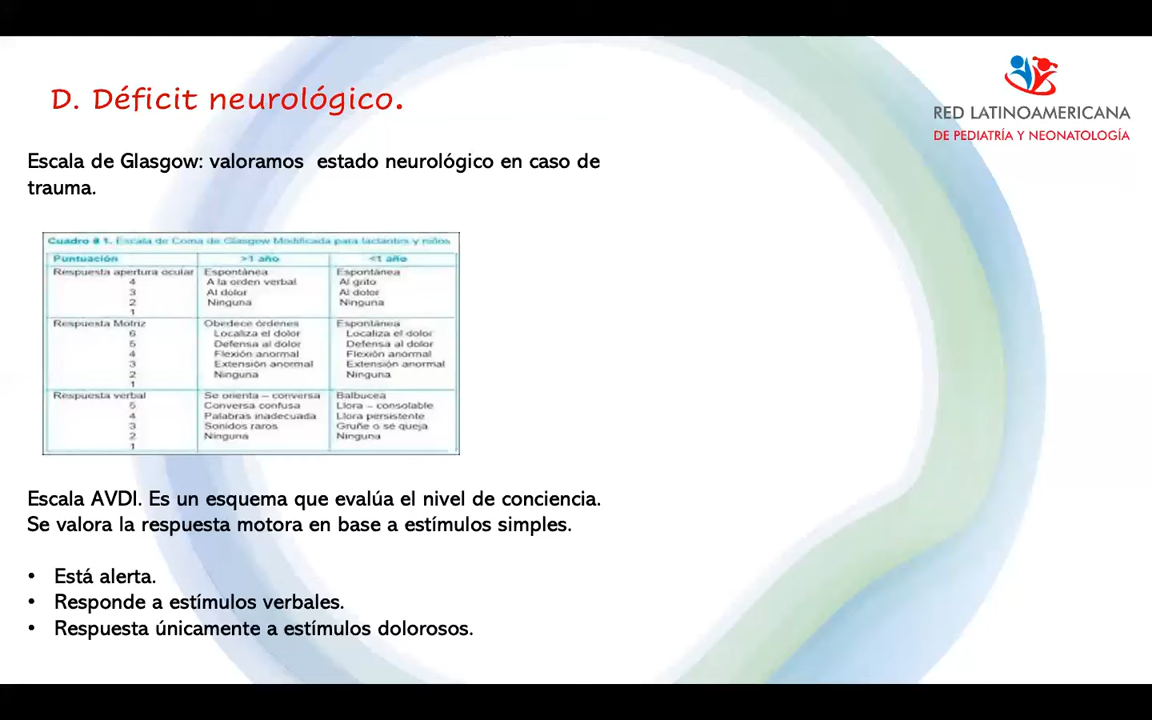 D. Déficit neurológico.
RED LATINOAMERICANA
DE PEDIATRÍA Y NEONATOLOGÍA
Escala de Glasgow: valoramos estado neurológico en caso de
trauma.
Cuadro # 1. Escala de Coma de Glasgow Modificada para lactantes y niños
Puntuación >1 año <1 año
Respuesta apertura ocular Espontánea Espontánea
4 A la orden verbal Al grito
3 Al dolor Al dolor
2 Ninguna Ninguna
1
Respuesta Motriz Obedece órdenes Espontánea
6 Localiza el dolor Localiza el dolor
5 Defensa al dolor Defensa al dolor
4 Flexión anormal Flexión anormal
3 Extensión anormal Extensión anormal
2 Ninguna Ninguna
1
Respuesta verbal Se orienta – conversa Balbucea
5 Conversa confusa Llora – consolable
4 Palabras inadecuada Llora persistente
3 Sonidos raros Gruñe o se queja
2 Ninguna Ninguna
1
Escala AVDI. Es un esquema que evalúa el nivel de conciencia.
Se valora la respuesta motora en base a estímulos simples.
• Está alerta.
• Responde a estímulos verbales.
• Respuesta únicamente a estímulos dolorosos.